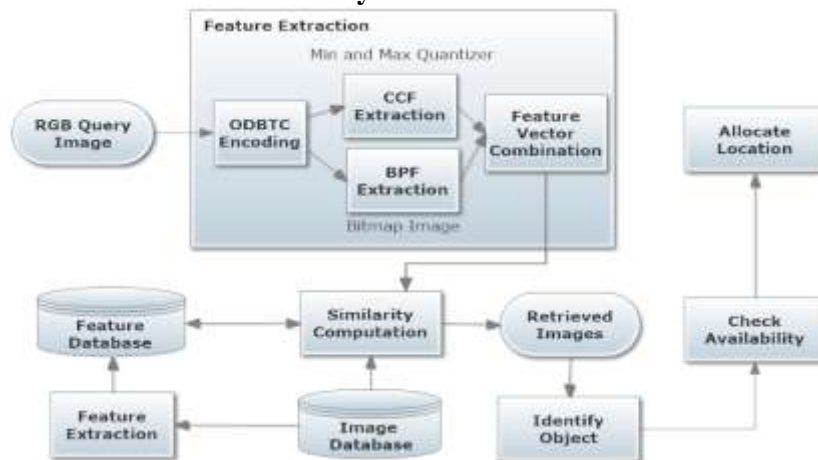 Feature Extraction
Min and Max Quantizer
RGB Query
Image
ODBTC
Encoding
CCF
Extraction
BPF
Extraction
Feature
Vector
Combination
Bitmap Image
Allocate
Location
Feature
Database
Similarity
Computation
Retrieved
Images
Check
Availability
Feature
Extraction
Image
Database
Identify
Object